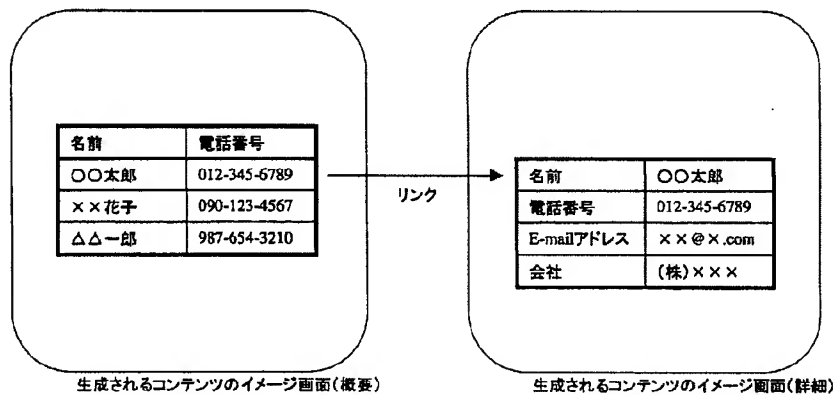 名前 電話番号
○○太郎 012-345-6789
××花子 090-123-4567
△△一郎 987-654-3210
リンク
名前 ○○太郎
電話番号 012-345-6789
E-mailアドレス ××@×.com
会社 (株)×××
生成されるコンテンツのイメージ画面(概要)
生成されるコンテンツのイメージ画面(詳細)